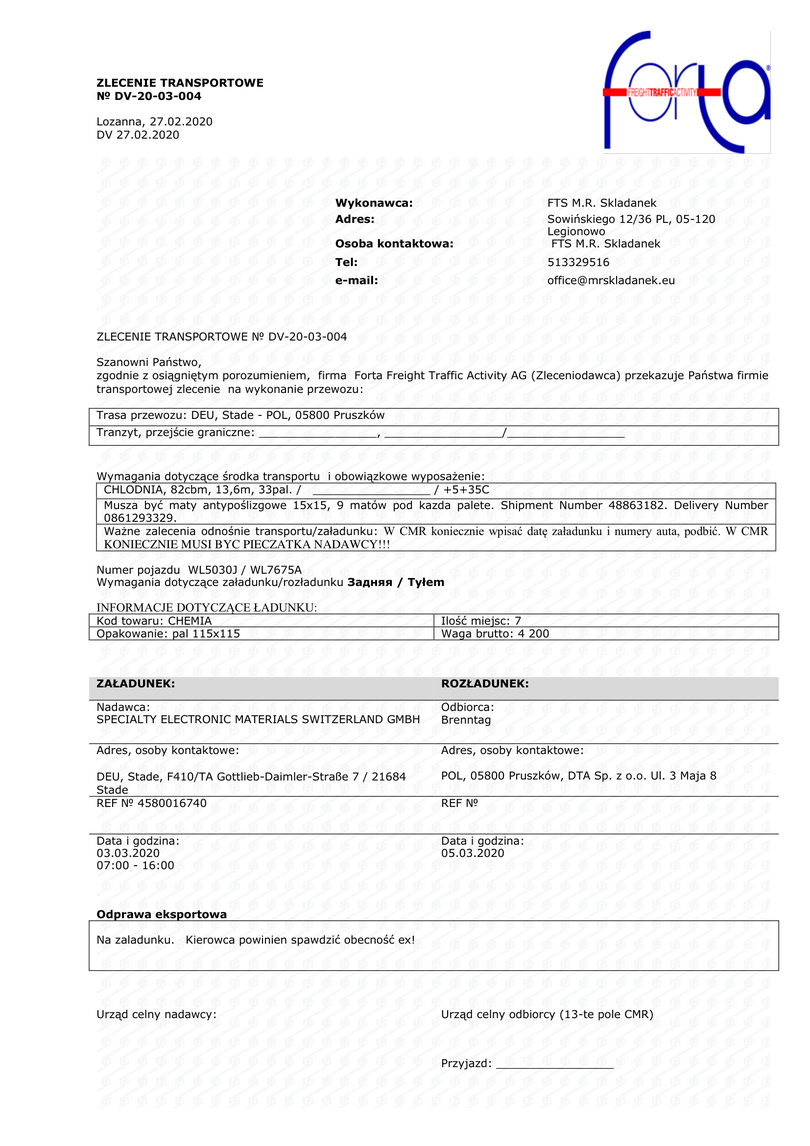 ZLECENIE TRANSPORTOWE
№ DV-20-03-004
Lozanna, 27.02.2020
DV 27.02.2020
forta
FREIGHTTRAFFICACTIVITY
®
Wykonawca: FTS M.R. Skladanek
Adres: Sowińskiego 12/36 PL, 05-120
Legionowo
Osoba kontaktowa: FTS M.R. Skladanek
Tel: 513329516
e-mail: office@mrskladanek.eu
ZLECENIE TRANSPORTOWE № DV-20-03-004
Szanowni Państwo,
zgodnie z osiągniętym porozumieniem, firma Forta Freight Traffic Activity AG (Zleceniodawca) przekazuje Państwa firmie
transportowej zlecenie na wykonanie przewozu:
Trasa przewozu: DEU, Stade - POL, 05800 Pruszków
Tranzyt, przejście graniczne: __________________, __________________/__________________
Wymagania dotyczące środka transportu i obowiązkowe wyposażenie:
CHLODNIA, 82cbm, 13,6m, 33pal. / __________________ / +5+35C
Musza być maty antypoślizgowe 15x15, 9 matów pod kazda palete. Shipment Number 48863182. Delivery Number
0861293329.
Ważne zalecenia odnośnie transportu/załadunku: W CMR koniecznie wpisać datę załadunku i numery auta, podbić. W CMR
KONIECZNIE MUSI BYC PIECZATKA NADAWCY!!!
Numer pojazdu WL5030J / WL7675A
Wymagania dotyczące załadunku/rozładunku Задняя / Tyłem
INFORMACJE DOTYCZĄCE ŁADUNKU:
Kod towaru: CHEMIA Ilość miejsc: 7
Opakowanie: pal 115x115 Waga brutto: 4 200
ZAŁADUNEK: ROZŁADUNEK:
Nadawca: Odbiorca:
SPECIALTY ELECTRONIC MATERIALS SWITZERLAND GMBH Brenntag
Adres, osoby kontaktowe: Adres, osoby kontaktowe:
DEU, Stade, F410/TA Gottlieb-Daimler-Straße 7 / 21684 POL, 05800 Pruszków, DTA Sp. z o.o. Ul. 3 Maja 8
Stade
REF № 4580016740 REF №
Data i godzina: Data i godzina:
03.03.2020 05.03.2020
07:00 - 16:00
Odprawa eksportowa
Na zaladunku. Kierowca powinien spawdzić obecność ex!
Urząd celny nadawcy: Urząd celny odbiorcy (13-te pole CMR)
Przyjazd: __________________